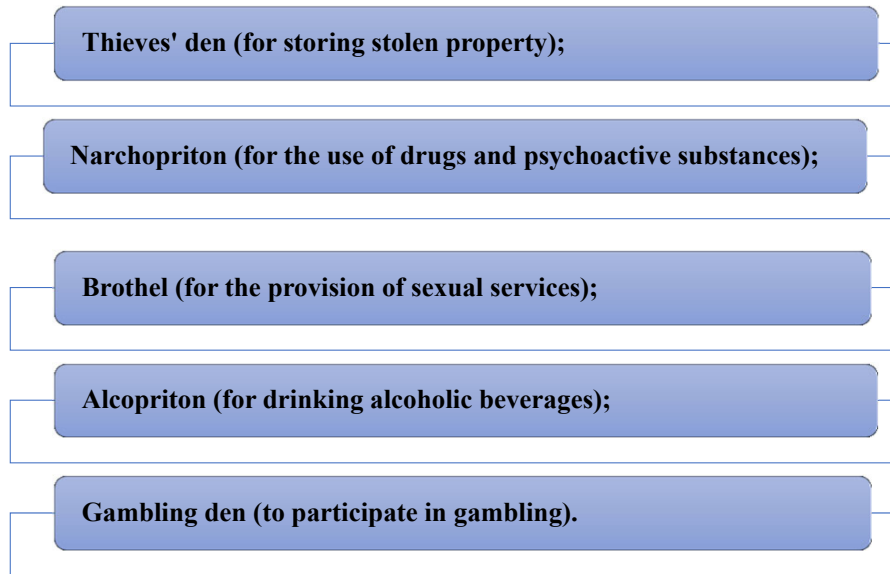 Thieves' den (for storing stolen property);
Narchopriton (for the use of drugs and psychoactive substances);
Brothel (for the provision of sexual services);
Alcopriton (for drinking alcoholic beverages);
Gambling den (to participate in gambling).